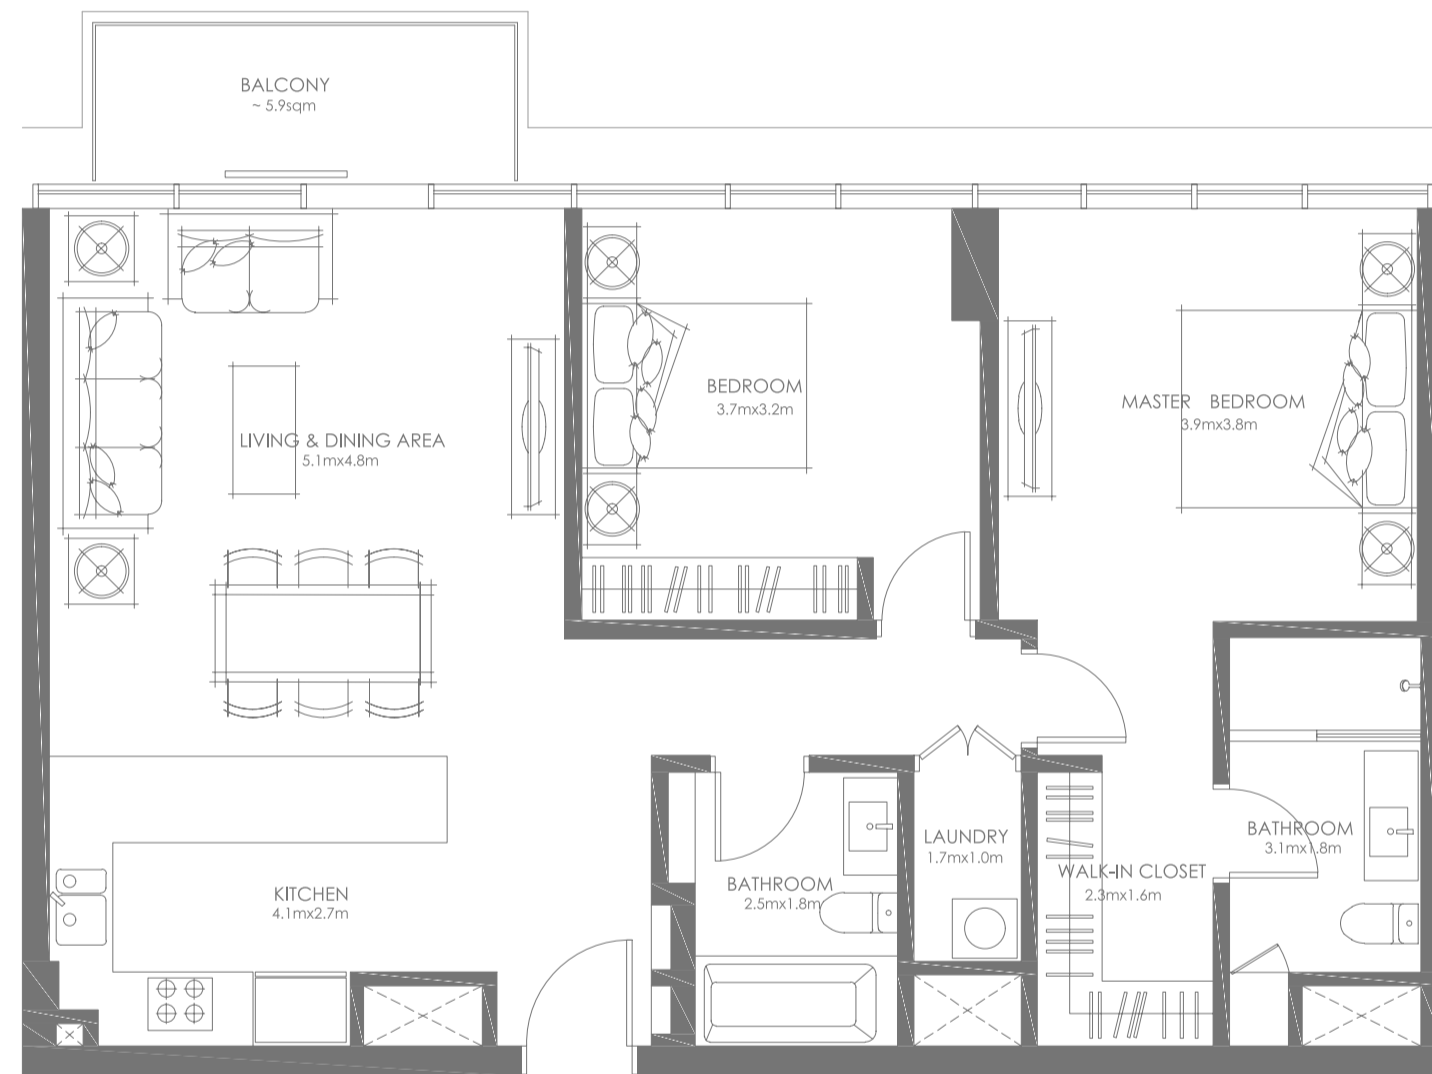 BALCONY
~ 5.9sqm
BEDROOM
3.7mx3.2m
MASTER BEDROOM
3.9mx3.8m
LIVING & DINING AREA
5.1mx4.8m
LAUNDRY
1.7mx1.0m
BATHROOM
3.1mx1.8m
WALK-IN CLOSET
2.3mx1.6m
BATHROOM
2.5mx1.8m
KITCHEN
4.1mx2.7m